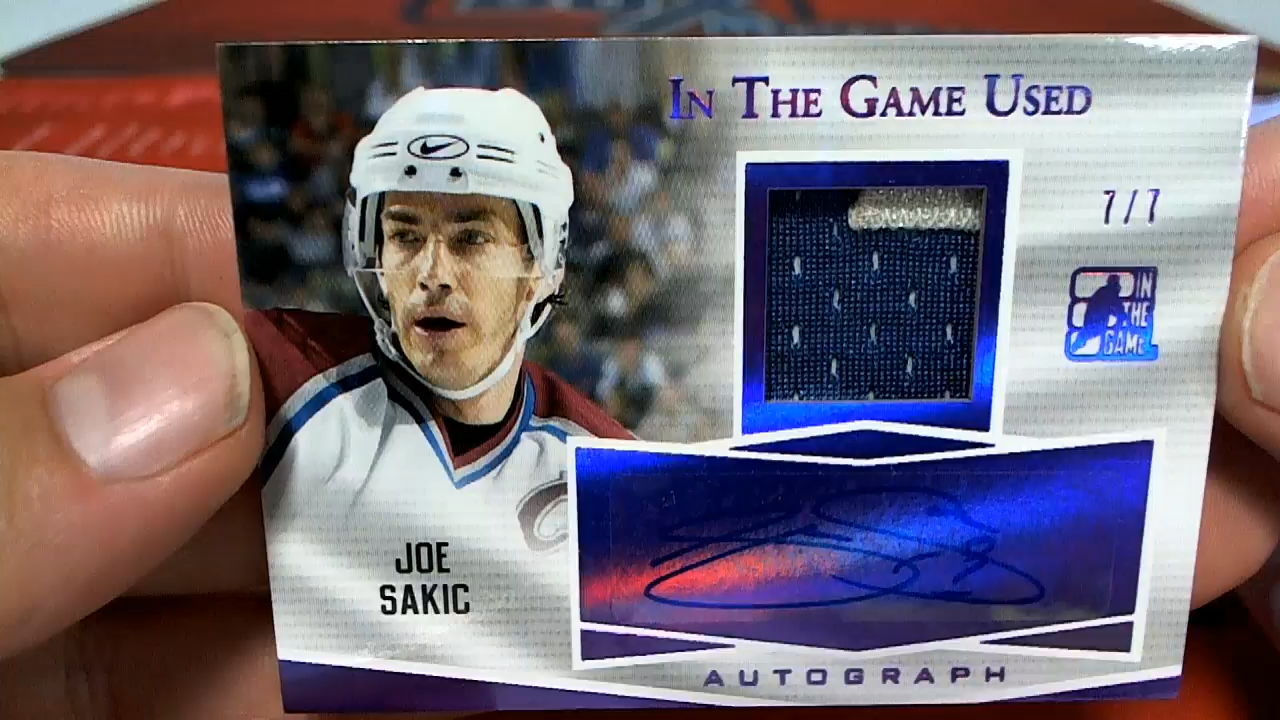 IN THE GAME USED
7/7
IN
THE
GAME
JOE
SAKIC
AUTOGRAPH